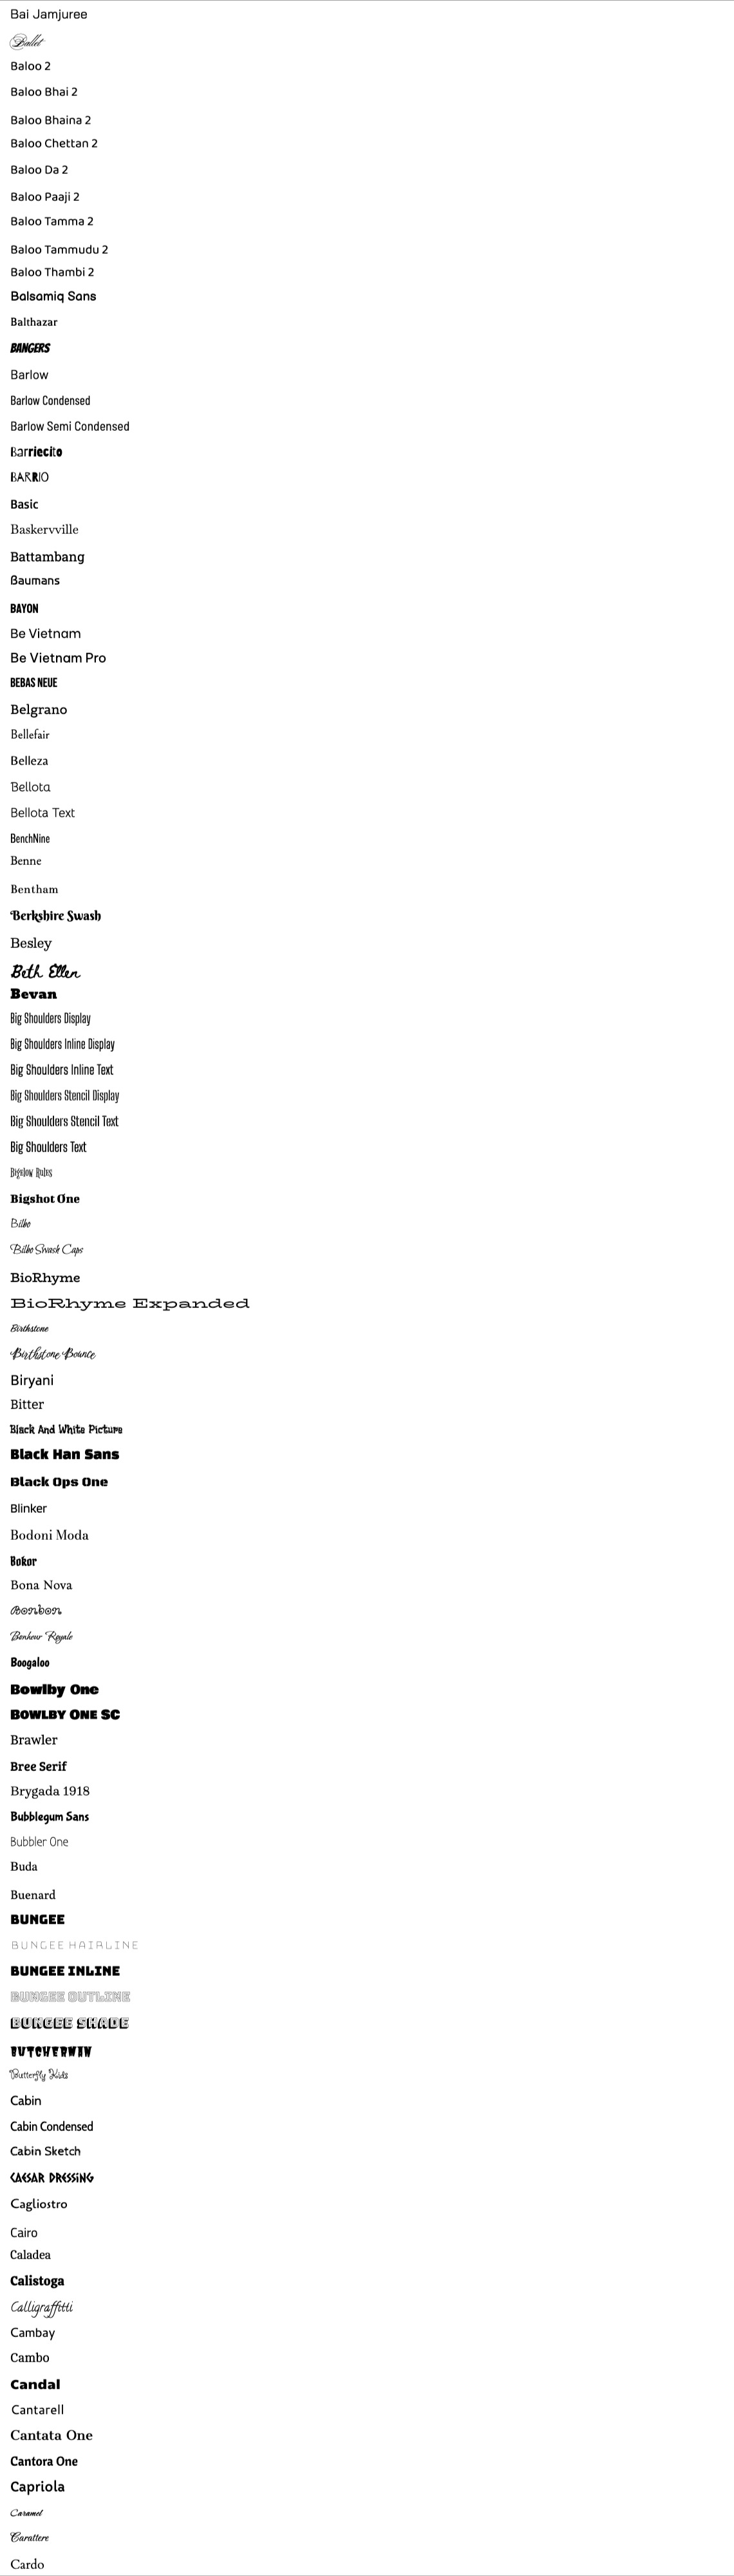 Bai Jamjuree
Ballet
Baloo 2
Baloo Bhai 2
Baloo Bhaina 2
Baloo Chettan 2
Baloo Da 2
Baloo Paaji 2
Baloo Tamma 2
Baloo Tammudu 2
Baloo Thambi 2
Balsamiq Sans
Balthazar
BANGERS
Barlow
Barlow Condensed
Barlow Semi Condensed
Barriecito
BARRIO
Basic
Baskervville
Battambang
Baumans
BAYON
Be Vietnam
Be Vietnam Pro
BEBAS NEUE
Belgrano
Bellefair
Belleza
Bellota
Bellota Text
BenchNine
Benne
Bentham
Berkshire Swash
Besley
Beth Ellen
Bevan
Big Shoulders Display
Big Shoulders Inline Display
Big Shoulders Inline Text
Big Shoulders Stencil Display
Big Shoulders Stencil Text
Big Shoulders Text
Bigelow Rules
Bigshot One
Bilbo
Bilbo Swash Caps
BioRhyme
BioRhyme Expanded
Birthstone
Birthstone Bounce
Biryani
Bitter
Black And White Picture
Black Han Sans
Black Ops One
Blinker
Bodoni Moda
Bokor
Bona Nova
Bonbon
Bonheur Royale
Boogaloo
Bowlby One
BOWLBY ONE SC
Brawler
Bree Serif
Brygada 1918
Bubblegum Sans
Bubbler One
Buda
Buenard
BUNGEE
BUNGEE HAIRLINE
BUNGEE INLINE
BUNGEE OUTLINE
BUNGEE SHADE
BUTCHERMAN
Butterfly Kids
Cabin
Cabin Condensed
Cabin Sketch
CAESAR DRESSING
Cagliostro
Cairo
Caladea
Calistoga
Calligraffitti
Cambay
Cambo
Candal
Cantarell
Cantata One
Cantora One
Capriola
Caramel
Carattere
Cardo